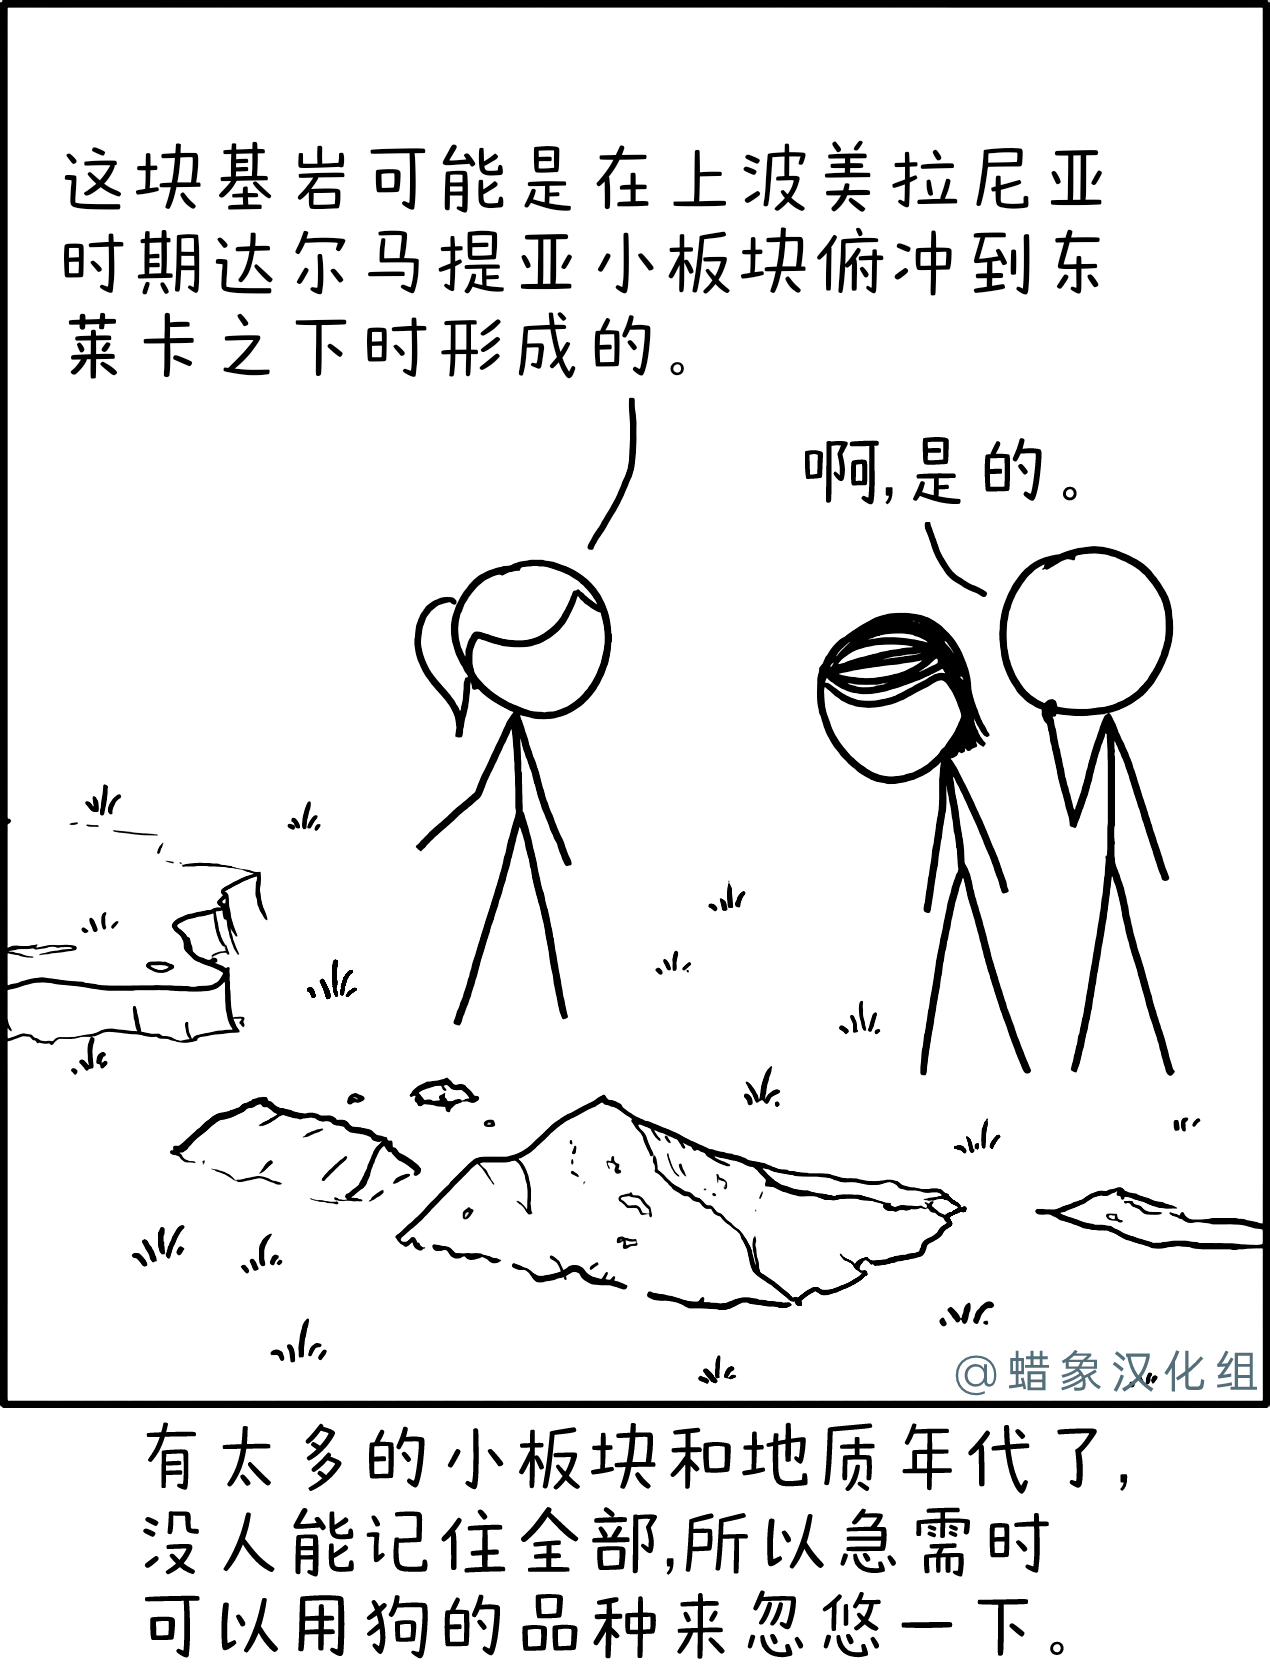 这块基岩可能是在上波美拉尼亚
时期达尔马提亚小板块俯冲到东
莱卡之下时形成的。
啊,是的。
@蜡象汉化组
有太多的小板块和地质年代了,
没人能记住全部,所以急需时
可以用狗的品种来忽悠一下。